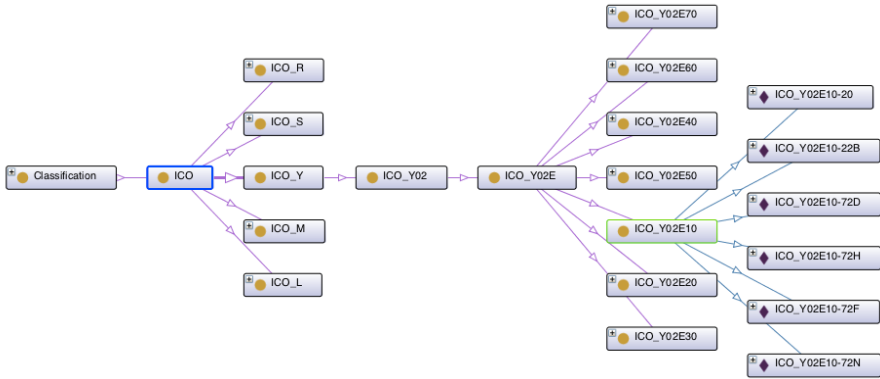 Classification
ICO
ICO_R
ICO_S
ICO_Y
ICO_M
ICO_L
ICO_Y02
ICO_Y02E
ICO_Y02E70
ICO_Y02E60
ICO_Y02E40
ICO_Y02E50
ICO_Y02E10
ICO_Y02E20
ICO_Y02E30
ICO_Y02E10-20
ICO_Y02E10-22B
ICO_Y02E10-72D
ICO_Y02E10-72H
ICO_Y02E10-72F
ICO_Y02E10-72N